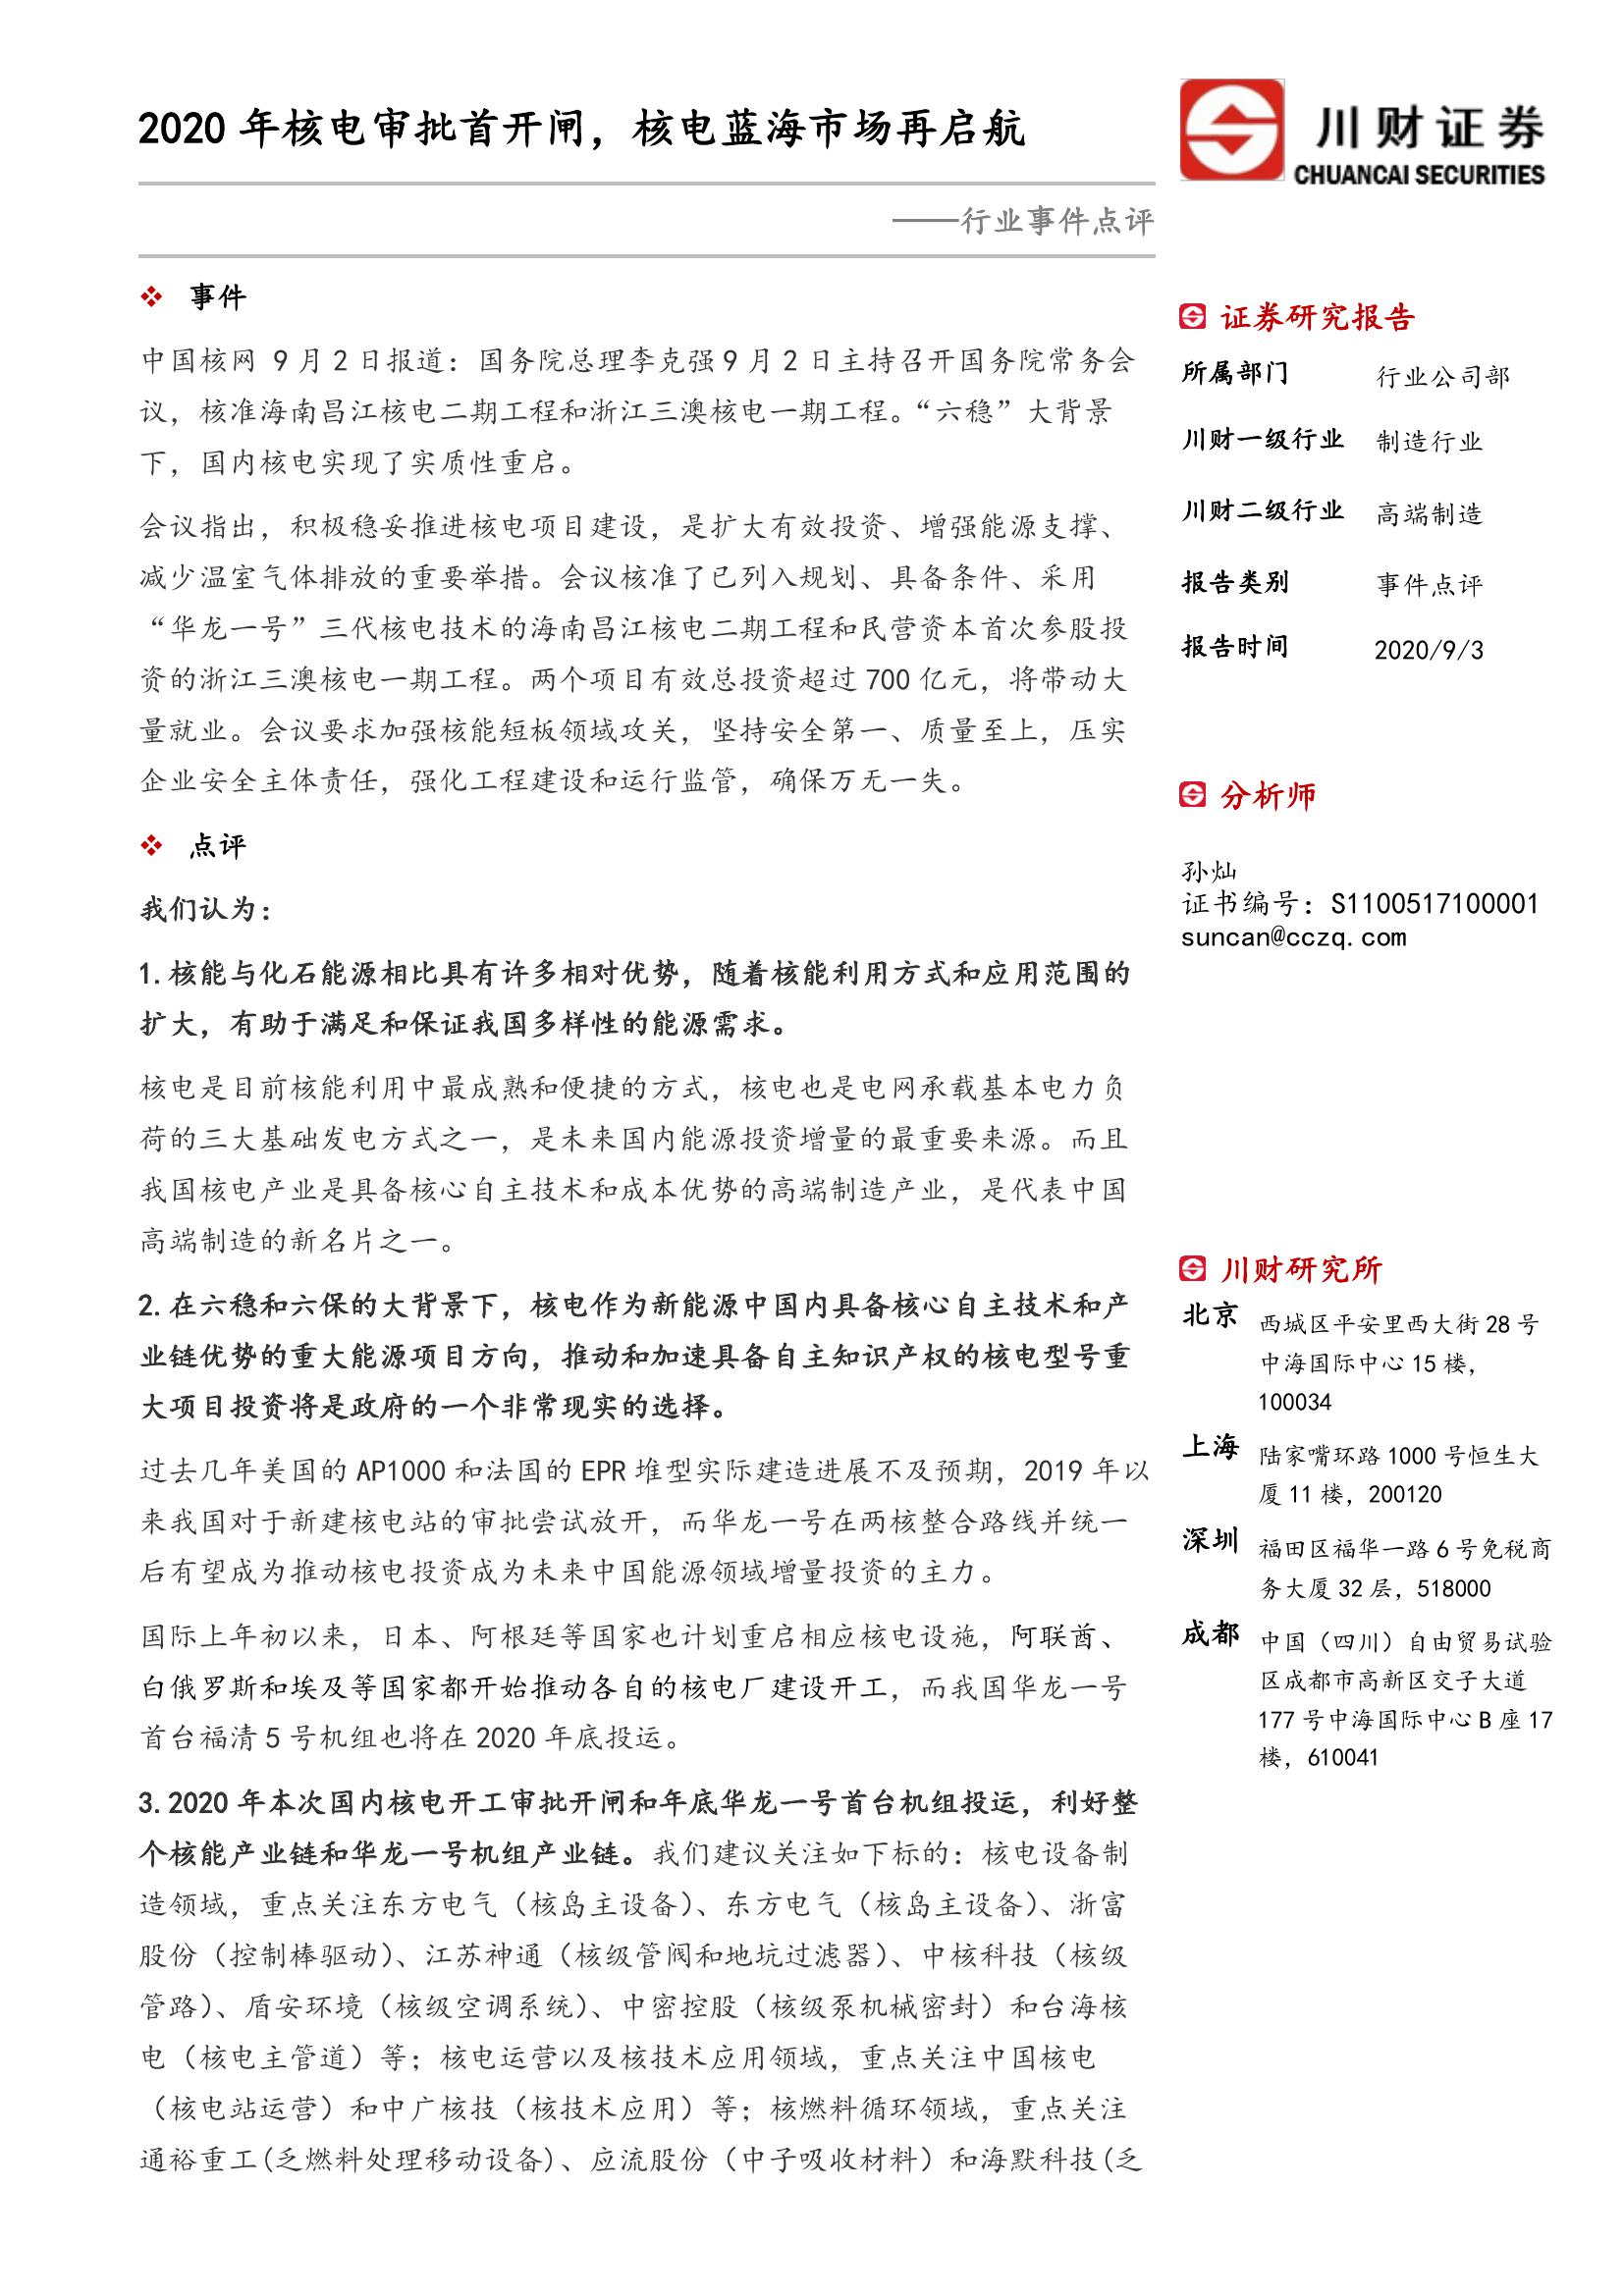 2020 年核电审批首开闸，核电蓝海市场再启航
川财证券
CHUANCAI SECURITIES
——行业事件点评
❖ 事件
中国核网 9 月 2 日报道：国务院总理李克强 9 月 2 日主持召开国务院常务会
议，核准海南昌江核电二期工程和浙江三澳核电一期工程。“六稳”大背景
下，国内核电实现了实质性重启。
会议指出，积极稳妥推进核电项目建设，是扩大有效投资、增强能源支撑、
减少温室气体排放的重要举措。会议核准了已列入规划、具备条件、采用
“华龙一号”三代核电技术的海南昌江核电二期工程和民营资本首次参股投
资的浙江三澳核电一期工程。两个项目有效总投资超过 700 亿元，将带动大
量就业。会议要求加强核能短板领域攻关，坚持安全第一、质量至上，压实
企业安全主体责任，强化工程建设和运行监管，确保万无一失。
❖ 点评
我们认为：
1.核能与化石能源相比具有许多相对优势，随着核能利用方式和应用范围的
扩大，有助于满足和保证我国多样性的能源需求。
核电是目前核能利用中最成熟和便捷的方式，核电也是电网承载基本电力负
荷的三大基础发电方式之一，是未来国内能源投资增量的最重要来源。而且
我国核电产业是具备核心自主技术和成本优势的高端制造产业，是代表中国
高端制造的新名片之一。
2.在六稳和六保的大背景下，核电作为新能源中国内具备核心自主技术和产
业链优势的重大能源项目方向，推动和加速具备自主知识产权的核电型号重
大项目投资将是政府的一个非常现实的选择。
过去几年美国的 AP1000 和法国的 EPR 堆型实际建造进展不及预期，2019 年以
来我国对于新建核电站的审批尝试放开，而华龙一号在两核整合路线并统一
后有望成为推动核电投资成为未来中国能源领域增量投资的主力。
国际上年初以来，日本、阿根廷等国家也计划重启相应核电设施，阿联酋、
白俄罗斯和埃及等国家都开始推动各自的核电厂建设开工，而我国华龙一号
首台福清 5 号机组也将在 2020 年底投运。
3.2020 年本次国内核电开工审批开闸和年底华龙一号首台机组投运，利好整
个核能产业链和华龙一号机组产业链。我们建议关注如下标的：核电设备制
造领域，重点关注东方电气（核岛主设备）、东方电气（核岛主设备）、浙富
股份（控制棒驱动）、江苏神通（核级管阀和地坑过滤器）、中核科技（核级
管路）、盾安环境（核级空调系统）、中密控股（核级泵机械密封）和台海核
电（核电主管道）等；核电运营以及核技术应用领域，重点关注中国核电
（核电站运营）和中广核技（核技术应用）等；核燃料循环领域，重点关注
通裕重工(乏燃料处理移动设备)、应流股份（中子吸收材料）和海默科技(乏
证券研究报告
所属部门 行业公司部
川财一级行业 制造行业
川财二级行业 高端制造
报告类别 事件点评
报告时间 2020/9/3
分析师
孙灿
证书编号：S1100517100001
suncan@cczq.com
川财研究所
北京 西城区平安里西大街 28 号
中海国际中心 15 楼，
100034
上海 陆家嘴环路 1000 号恒生大
厦 11 楼，200120
深圳 福田区福华一路 6 号免税商
务大厦 32 层，518000
成都 中国（四川）自由贸易试验
区成都市高新区交子大道
177 号中海国际中心 B 座 17
楼，610041